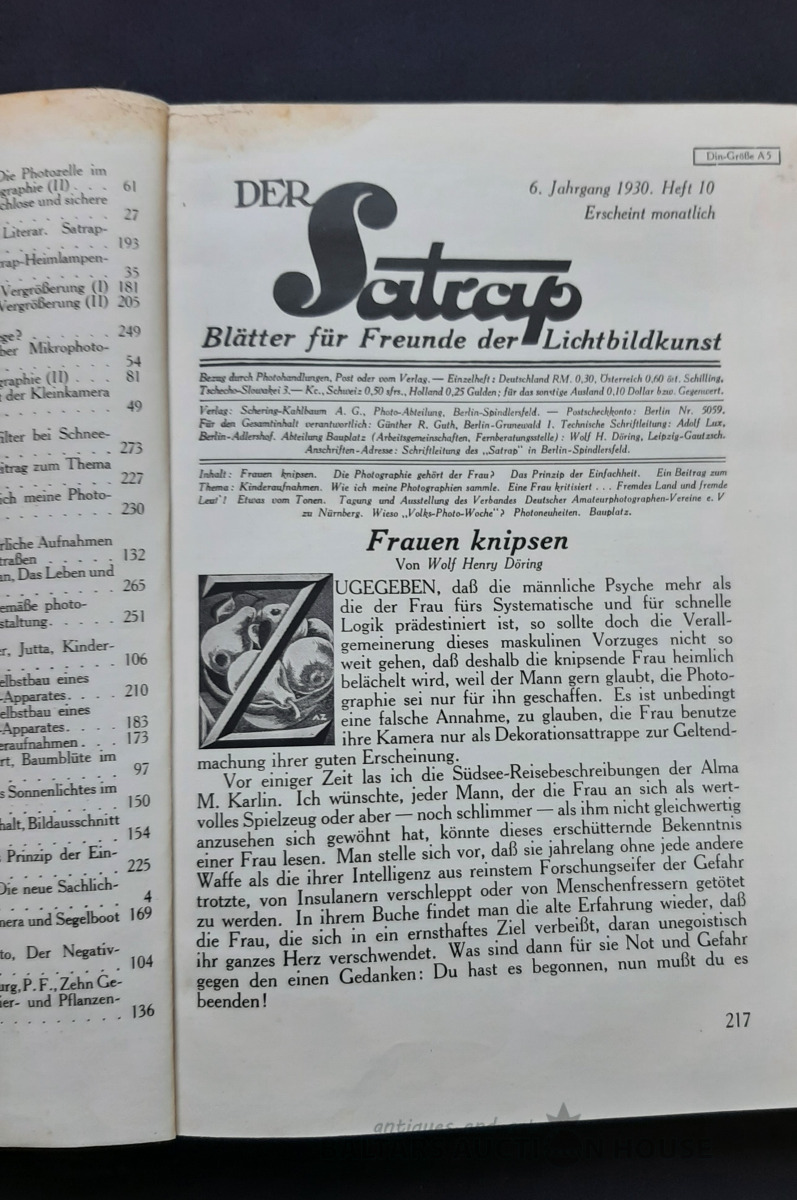 Die Photozelle im
graphie (II) . . . 61
chlose und sichere
. . . . . . . . 27
Literar. Satrap-
. . . . . . . . 193
rap-Heimlampen-
. . . . . . . . 35
Vergrößerung (I) 181
Vergrößerung (II) 205
ege? . . . . . . 249
ber Mikrophoto-
. . . . . . . . 54
graphie (II) . . . 81
g der Kleinkamera
. . . . . . . . 49
ilter bei Schnee-
. . . . . . . . 273
eitrag zum Thema
. . . . . . . . 227
ich meine Photo-
. . . . . . . . 230
rliche Aufnahmen
traßen . . . . . 132
an, Das Leben und
. . . . . . . . 265
emäße photo-
staltung. . . . . . 251
er, Jutta, Kinder-
. . . . . . . . 106
elbstbau eines
-Apparates. . . . 210
elbstbau eines
-Apparates. . . . 183
eraufnahmen. . . 173
rt, Baumblüte im
. . . . . . . . 97
s Sonnenlichtes im
. . . . . . . . 150
halt, Bildausschnitt
. . . . . . . . 154
s Prinzip der Ein-
. . . . . . . . 225
Die neue Sachlich-
. . . . . . . . 4
mera und Segelboot 169
to, Der Negativ-
. . . . . . . . 104
urg, P. F., Zehn Ge-
ier- und Pflanzen-
. . . . . . . . 136
Din-Größe A5
6. Jahrgang 1930. Heft 10
Erscheint monatlich
DER
Satrap
Blätter für Freunde der Lichtbildkunst
Bezug durch Photohandlungen, Post oder vom Verlag. — Einzelheft: Deutschland RM. 0,30, Österreich 0,60 öst. Schilling,
Tschecho-Slowakei 3.— Kc., Schweiz 0,50 sfrs., Holland 0,25 Gulden; für das sonstige Ausland 0,10 Dollar bzw. Gegenwert.
Verlag: Schering-Kahlbaum A. G., Photo-Abteilung, Berlin-Spindlersfeld. — Postscheckkonto: Berlin Nr. 5059.
Für den Gesamtinhalt verantwortlich: Günther R. Guth, Berlin-Grunewald 1. Technische Schriftleitung: Adolf Lux,
Berlin-Adlershof. Abteilung Bauplatz (Arbeitsgemeinschaften, Fernberatungsstelle): Wolf H. Döring, Leipzig-Gautzsch.
Anschriften-Adresse: Schriftleitung des „Satrap" in Berlin-Spindlersfeld.
Inhalt: Frauen knipsen. Die Photographie gehört der Frau? Das Prinzip der Einfachheit. Ein Beitrag zum
Thema: Kinderaufnahmen. Wie ich meine Photographien sammle. Eine Frau kritisiert . . . Fremdes Land und fremde
Leut'! Etwas vom Tonen. Tagung und Ausstellung des Verbandes Deutscher Amateurphotographen-Vereine e. V
zu Nürnberg. Wieso „Volks-Photo-Woche"? Photoneuheiten. Bauplatz.
Frauen knipsen
Von Wolf Henry Döring
ZUGEGEBEN, daß die männliche Psyche mehr als
die der Frau fürs Systematische und für schnelle
Logik prädestiniert ist, so sollte doch die Verall-
gemeinerung dieses maskulinen Vorzuges nicht so
weit gehen, daß deshalb die knipsende Frau heimlich
belächelt wird, weil der Mann gern glaubt, die Photo-
graphie sei nur für ihn geschaffen. Es ist unbedingt
eine falsche Annahme, zu glauben, die Frau benutze
ihre Kamera nur als Dekorationsattrappe zur Geltend-
machung ihrer guten Erscheinung.
AZ
Vor einiger Zeit las ich die Südsee-Reisebeschreibungen der Alma
M. Karlin. Ich wünschte, jeder Mann, der die Frau an sich als wert-
volles Spielzeug oder aber — noch schlimmer — als ihm nicht gleichwertig
anzusehen sich gewöhnt hat, könnte dieses erschütternde Bekenntnis
einer Frau lesen. Man stelle sich vor, daß sie jahrelang ohne jede andere
Waffe als die ihrer Intelligenz aus reinstem Forschungseifer der Gefahr
trotzte, von Insulanern verschleppt oder von Menschenfressern getötet
zu werden. In ihrem Buche findet man die alte Erfahrung wieder, daß
die Frau, die sich in ein ernsthaftes Ziel verbeißt, daran unegoistisch
ihr ganzes Herz verschwendet. Was sind dann für sie Not und Gefahr
gegen den einen Gedanken: Du hast es begonnen, nun mußt du es
beenden!
217
antiques and
AUCTION HOUSE